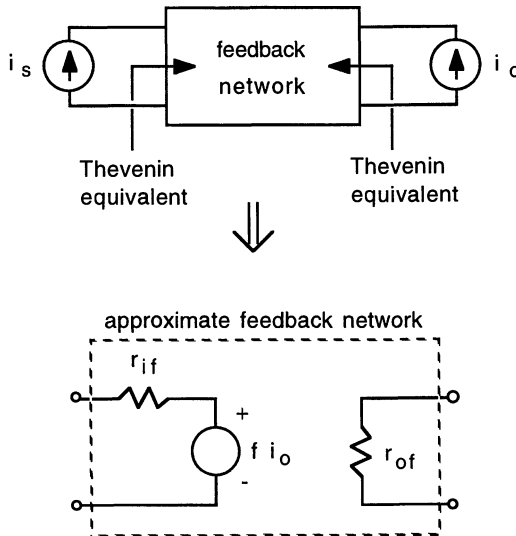 feedback
network
i s
i o
Thevenin
equivalent
Thevenin
equivalent
approximate feedback network
r if
+
f i o
-
r of